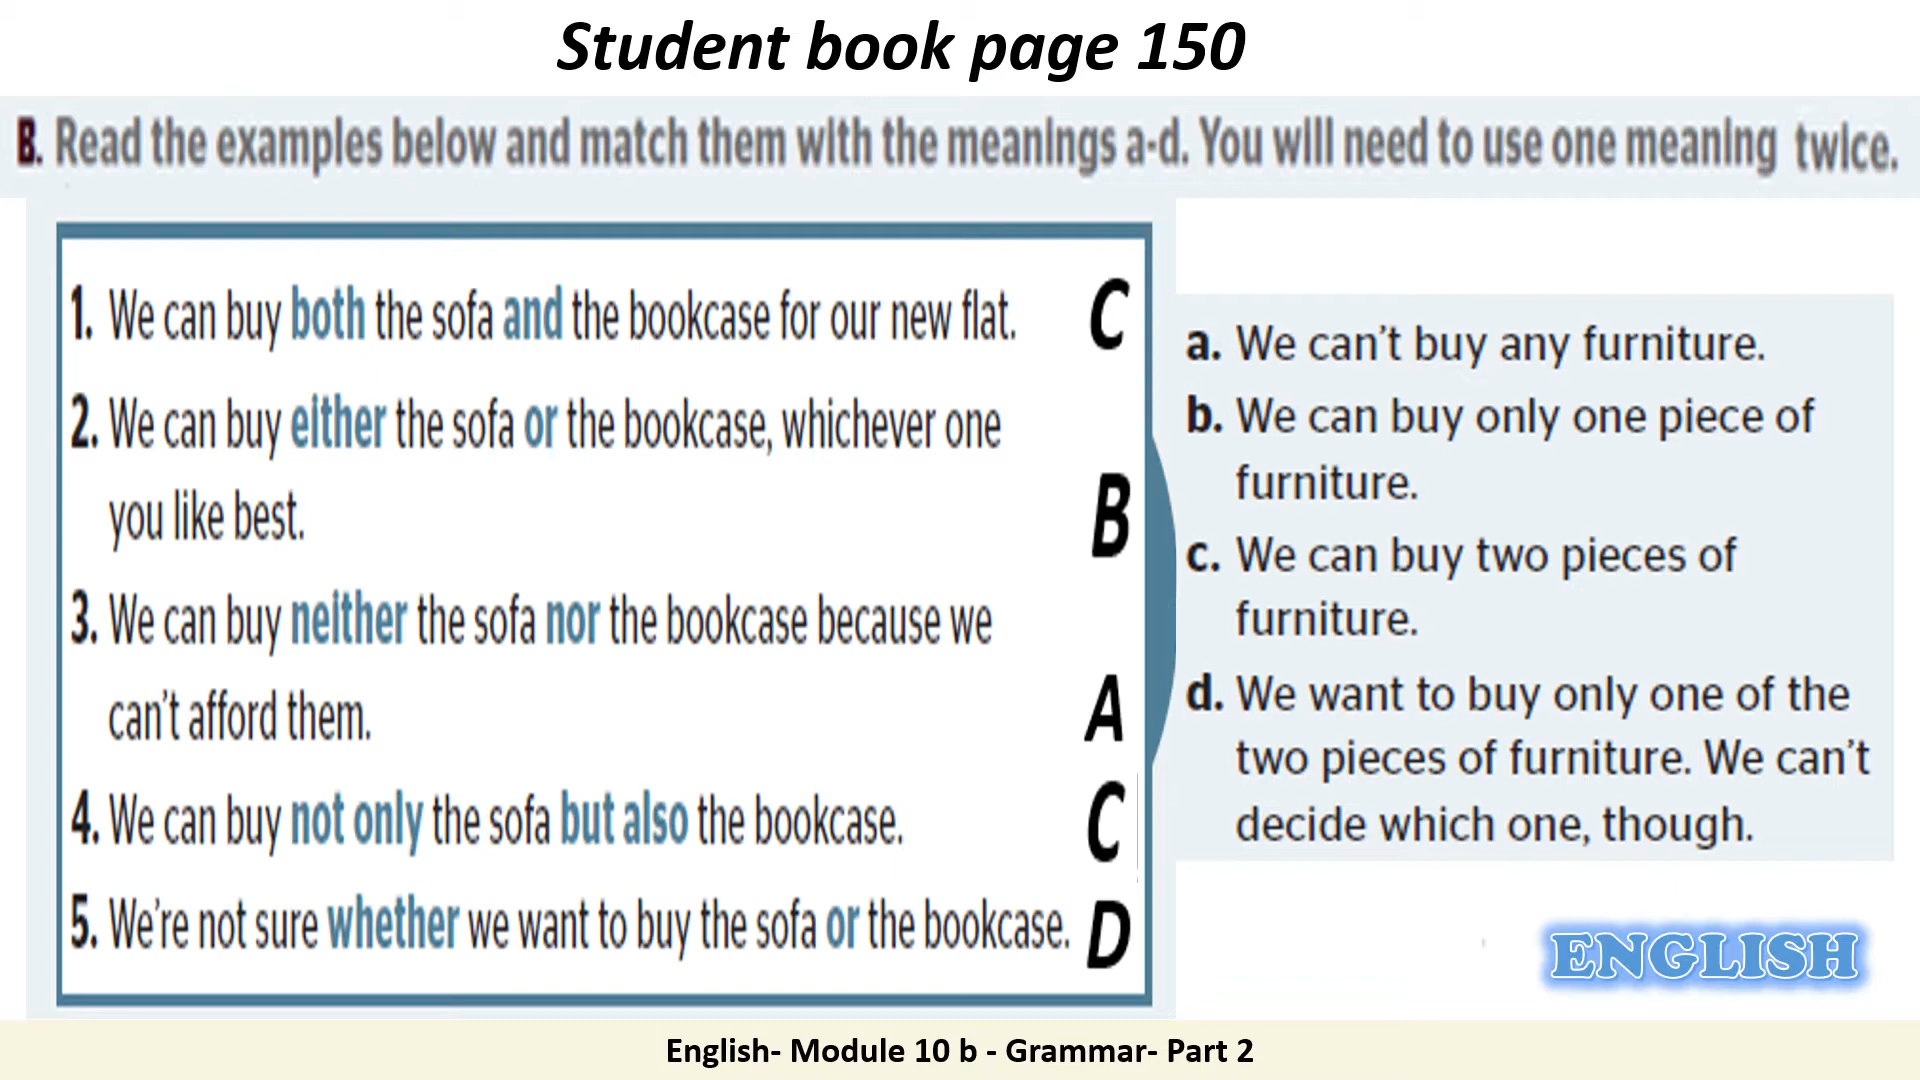 Student book page 150
B. Read the examples below and match them with the meanings a-d. You will need to use one meaning twice.
1. We can buy both the sofa and the bookcase for our new flat. C
2. We can buy either the sofa or the bookcase, whichever one
you like best. B
3. We can buy neither the sofa nor the bookcase because we
can't afford them. A
4. We can buy not only the sofa but also the bookcase. C
5. We're not sure whether we want to buy the sofa or the bookcase. D
a. We can't buy any furniture.
b. We can buy only one piece of
furniture.
c. We can buy two pieces of
furniture.
d. We want to buy only one of the
two pieces of furniture. We can't
decide which one, though.
ENGLISH
English- Module 10 b - Grammar- Part 2